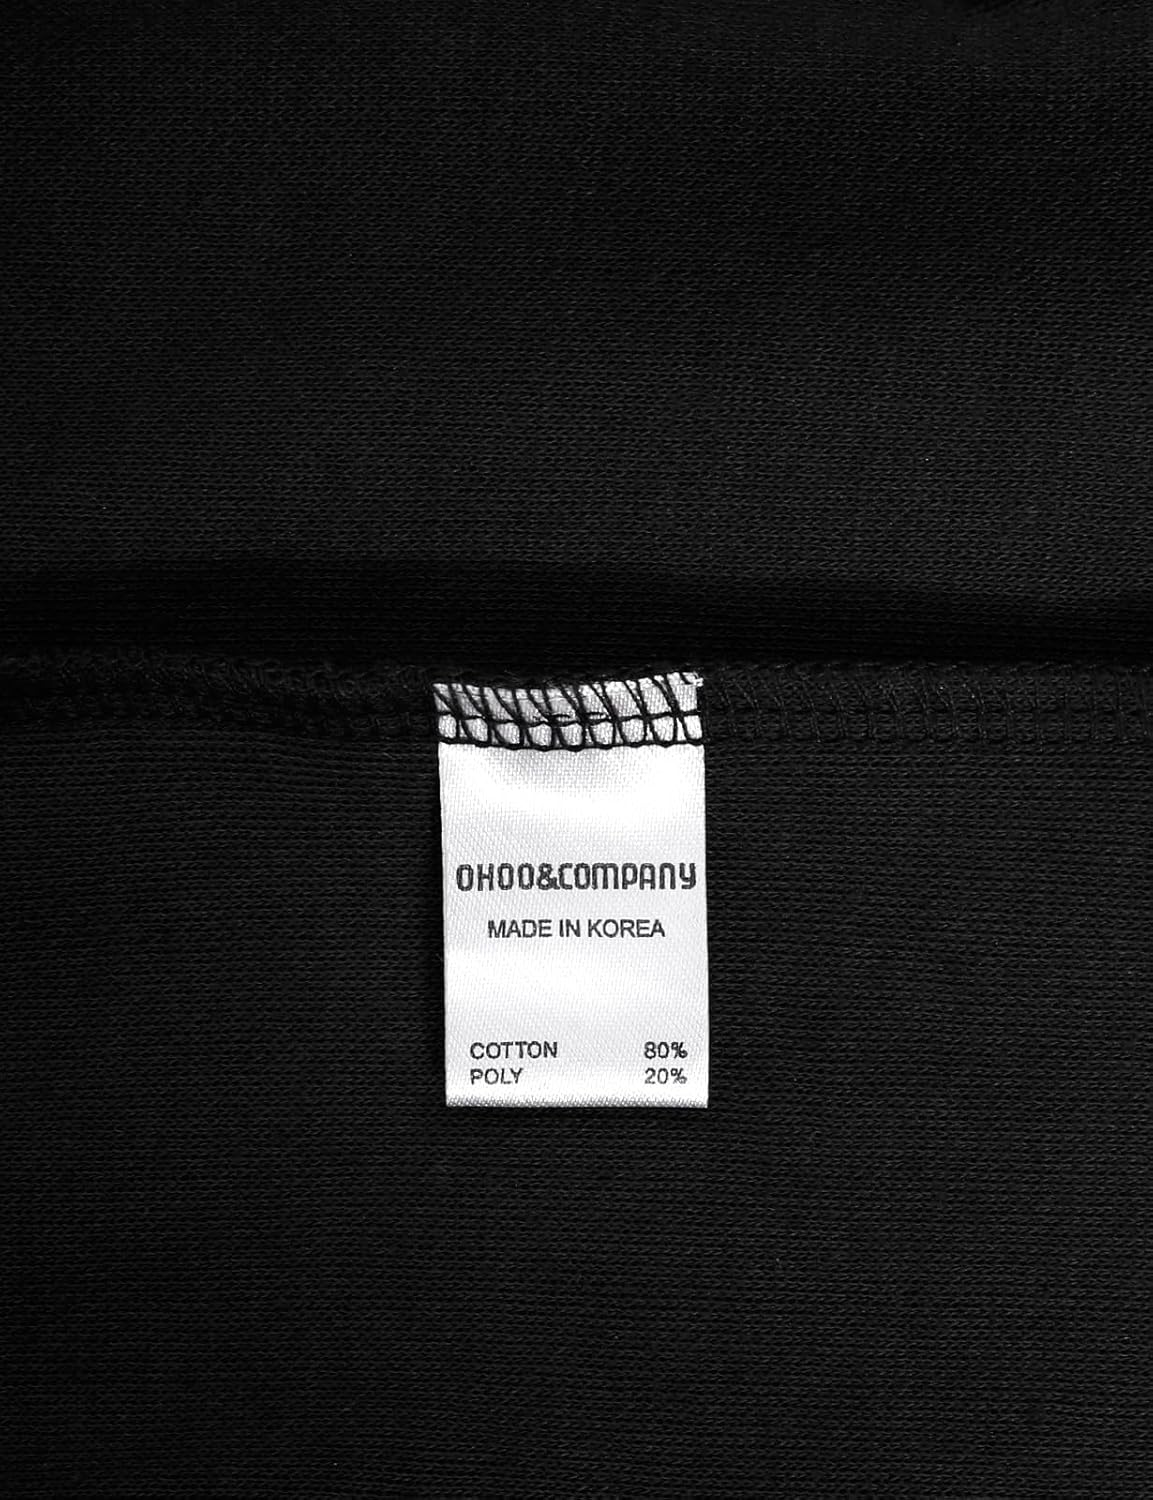 OHOO&COMPANY
MADE IN KOREA
COTTON 80%
POLY 20%